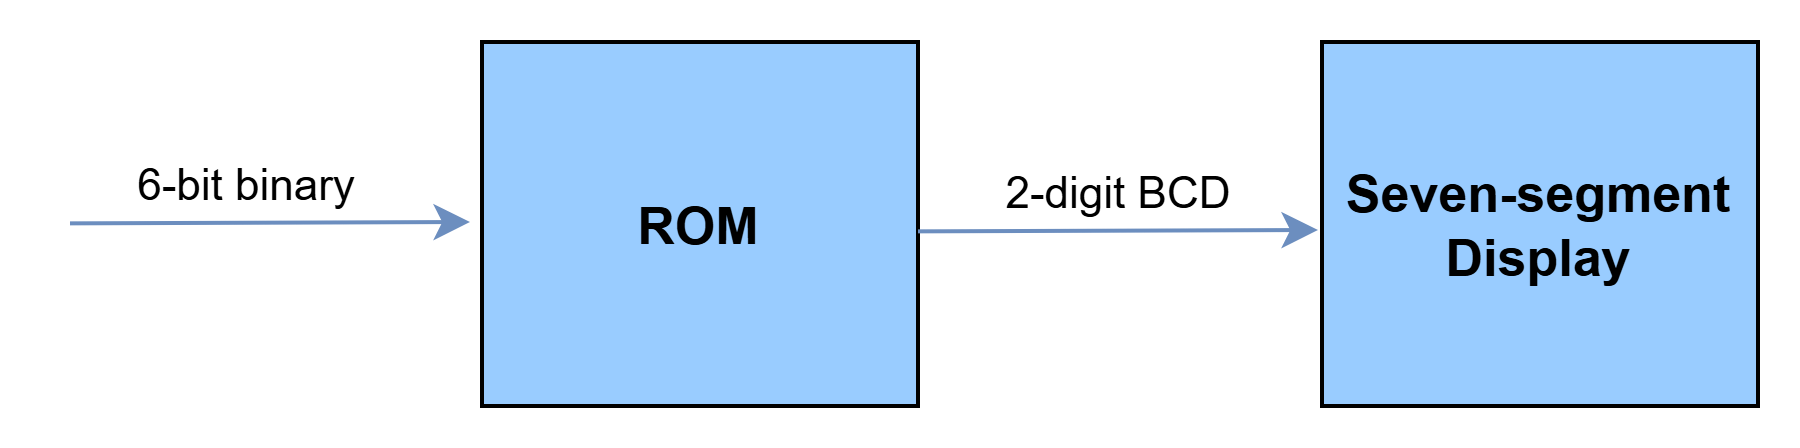 6-bit binary
ROM
2-digit BCD
Seven-segment
Display